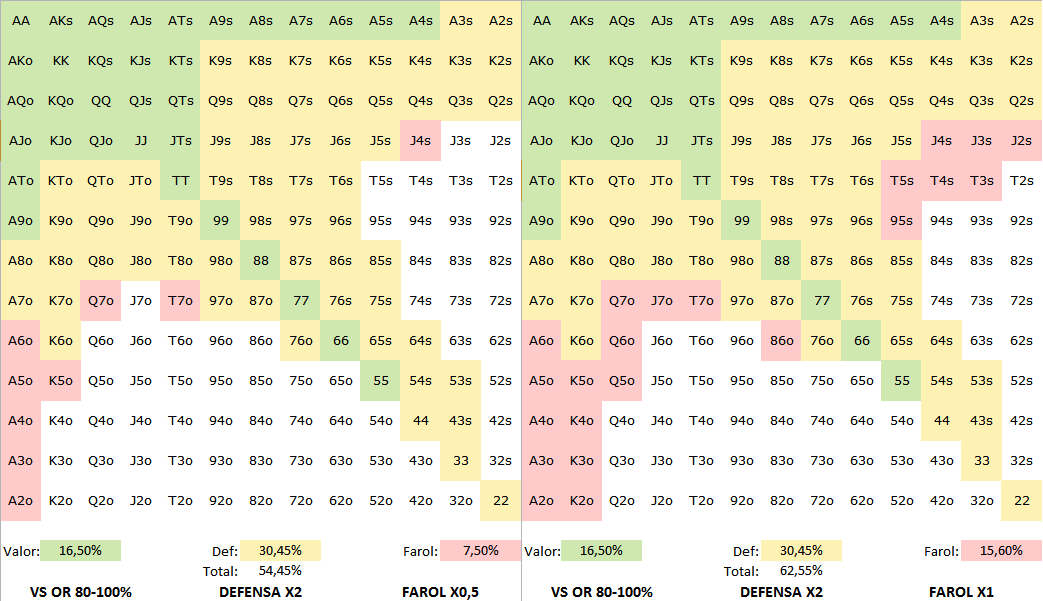 AA AKs AQs AJs ATs A9s A8s A7s A6s A5s A4s A3s A2s AA AKs AQs AJs ATs A9s A8s A7s A6s A5s A4s A3s A2s
AKo KK KQs KJs KTs K9s K8s K7s K6s K5s K4s K3s K2s AKo KK KQs KJs KTs K9s K8s K7s K6s K5s K4s K3s K2s
AQo KQo QQ QJs QTs Q9s Q8s Q7s Q6s Q5s Q4s Q3s Q2s AQo KQo QQ QJs QTs Q9s Q8s Q7s Q6s Q5s Q4s Q3s Q2s
AJo KJo QJo JJ JTs J9s J8s J7s J6s J5s J4s J3s J2s AJo KJo QJo JJ JTs J9s J8s J7s J6s J5s J4s J3s J2s
ATo KTo QTo JTo TT T9s T8s T7s T6s T5s T4s T3s T2s ATo KTo QTo JTo TT T9s T8s T7s T6s T5s T4s T3s T2s
A9o K9o Q9o J9o T9o 99 98s 97s 96s 95s 94s 93s 92s A9o K9o Q9o J9o T9o 99 98s 97s 96s 95s 94s 93s 92s
A8o K8o Q8o J8o T8o 98o 88 87s 86s 85s 84s 83s 82s A8o K8o Q8o J8o T8o 98o 88 87s 86s 85s 84s 83s 82s
A7o K7o Q7o J7o T7o 97o 87o 77 76s 75s 74s 73s 72s A7o K7o Q7o J7o T7o 97o 87o 77 76s 75s 74s 73s 72s
A6o K6o Q6o J6o T6o 96o 86o 76o 66 65s 64s 63s 62s A6o K6o Q6o J6o T6o 96o 86o 76o 66 65s 64s 63s 62s
A5o K5o Q5o J5o T5o 95o 85o 75o 65o 55 54s 53s 52s A5o K5o Q5o J5o T5o 95o 85o 75o 65o 55 54s 53s 52s
A4o K4o Q4o J4o T4o 94o 84o 74o 64o 54o 44 43s 42s A4o K4o Q4o J4o T4o 94o 84o 74o 64o 54o 44 43s 42s
A3o K3o Q3o J3o T3o 93o 83o 73o 63o 53o 43o 33 32s A3o K3o Q3o J3o T3o 93o 83o 73o 63o 53o 43o 33 32s
A2o K2o Q2o J2o T2o 92o 82o 72o 62o 52o 42o 32o 22 A2o K2o Q2o J2o T2o 92o 82o 72o 62o 52o 42o 32o 22
Valor: 16,50% Def: 30,45% Farol: 7,50% Valor: 16,50% Def: 30,45% Farol: 15,60%
Total: 54,45% Total: 62,55%
VS OR 80-100% DEFENSA X2 FAROL X0,5 VS OR 80-100% DEFENSA X2 FAROL X1